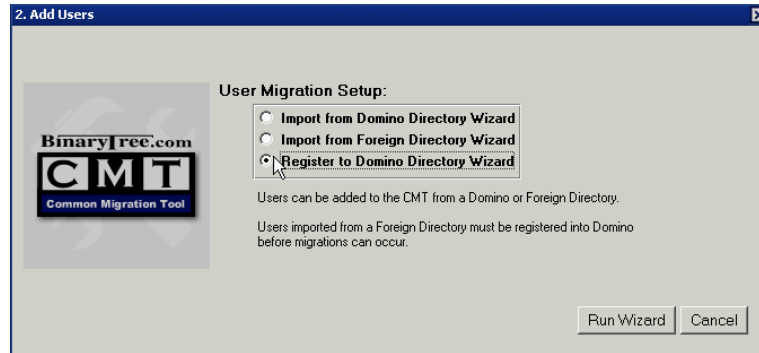 2. Add Users
User Migration Setup:
Import from Domino Directory Wizard
Import from Foreign Directory Wizard
Register to Domino Directory Wizard
BinaryTree.com
CMT
Common Migration Tool
Users can be added to the CMT from a Domino or Foreign Directory.
Users imported from a Foreign Directory must be registered into Domino
before migrations can occur.
Run Wizard
Cancel